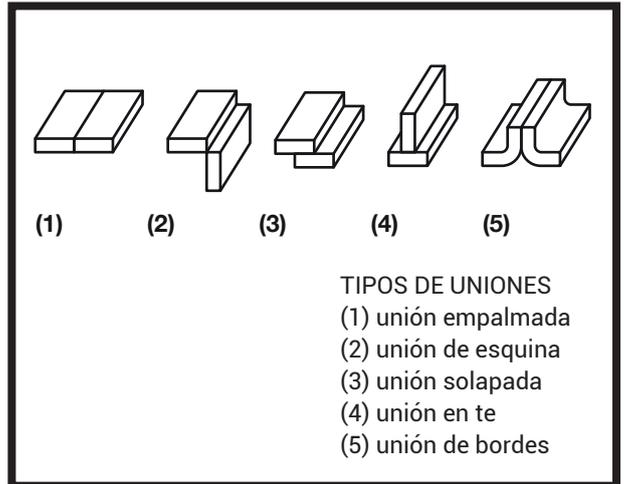 (1) (2) (3) (4) (5)
TIPOS DE UNIONES
(1) unión empalmada
(2) unión de esquina
(3) unión solapada
(4) unión en te
(5) unión de bordes